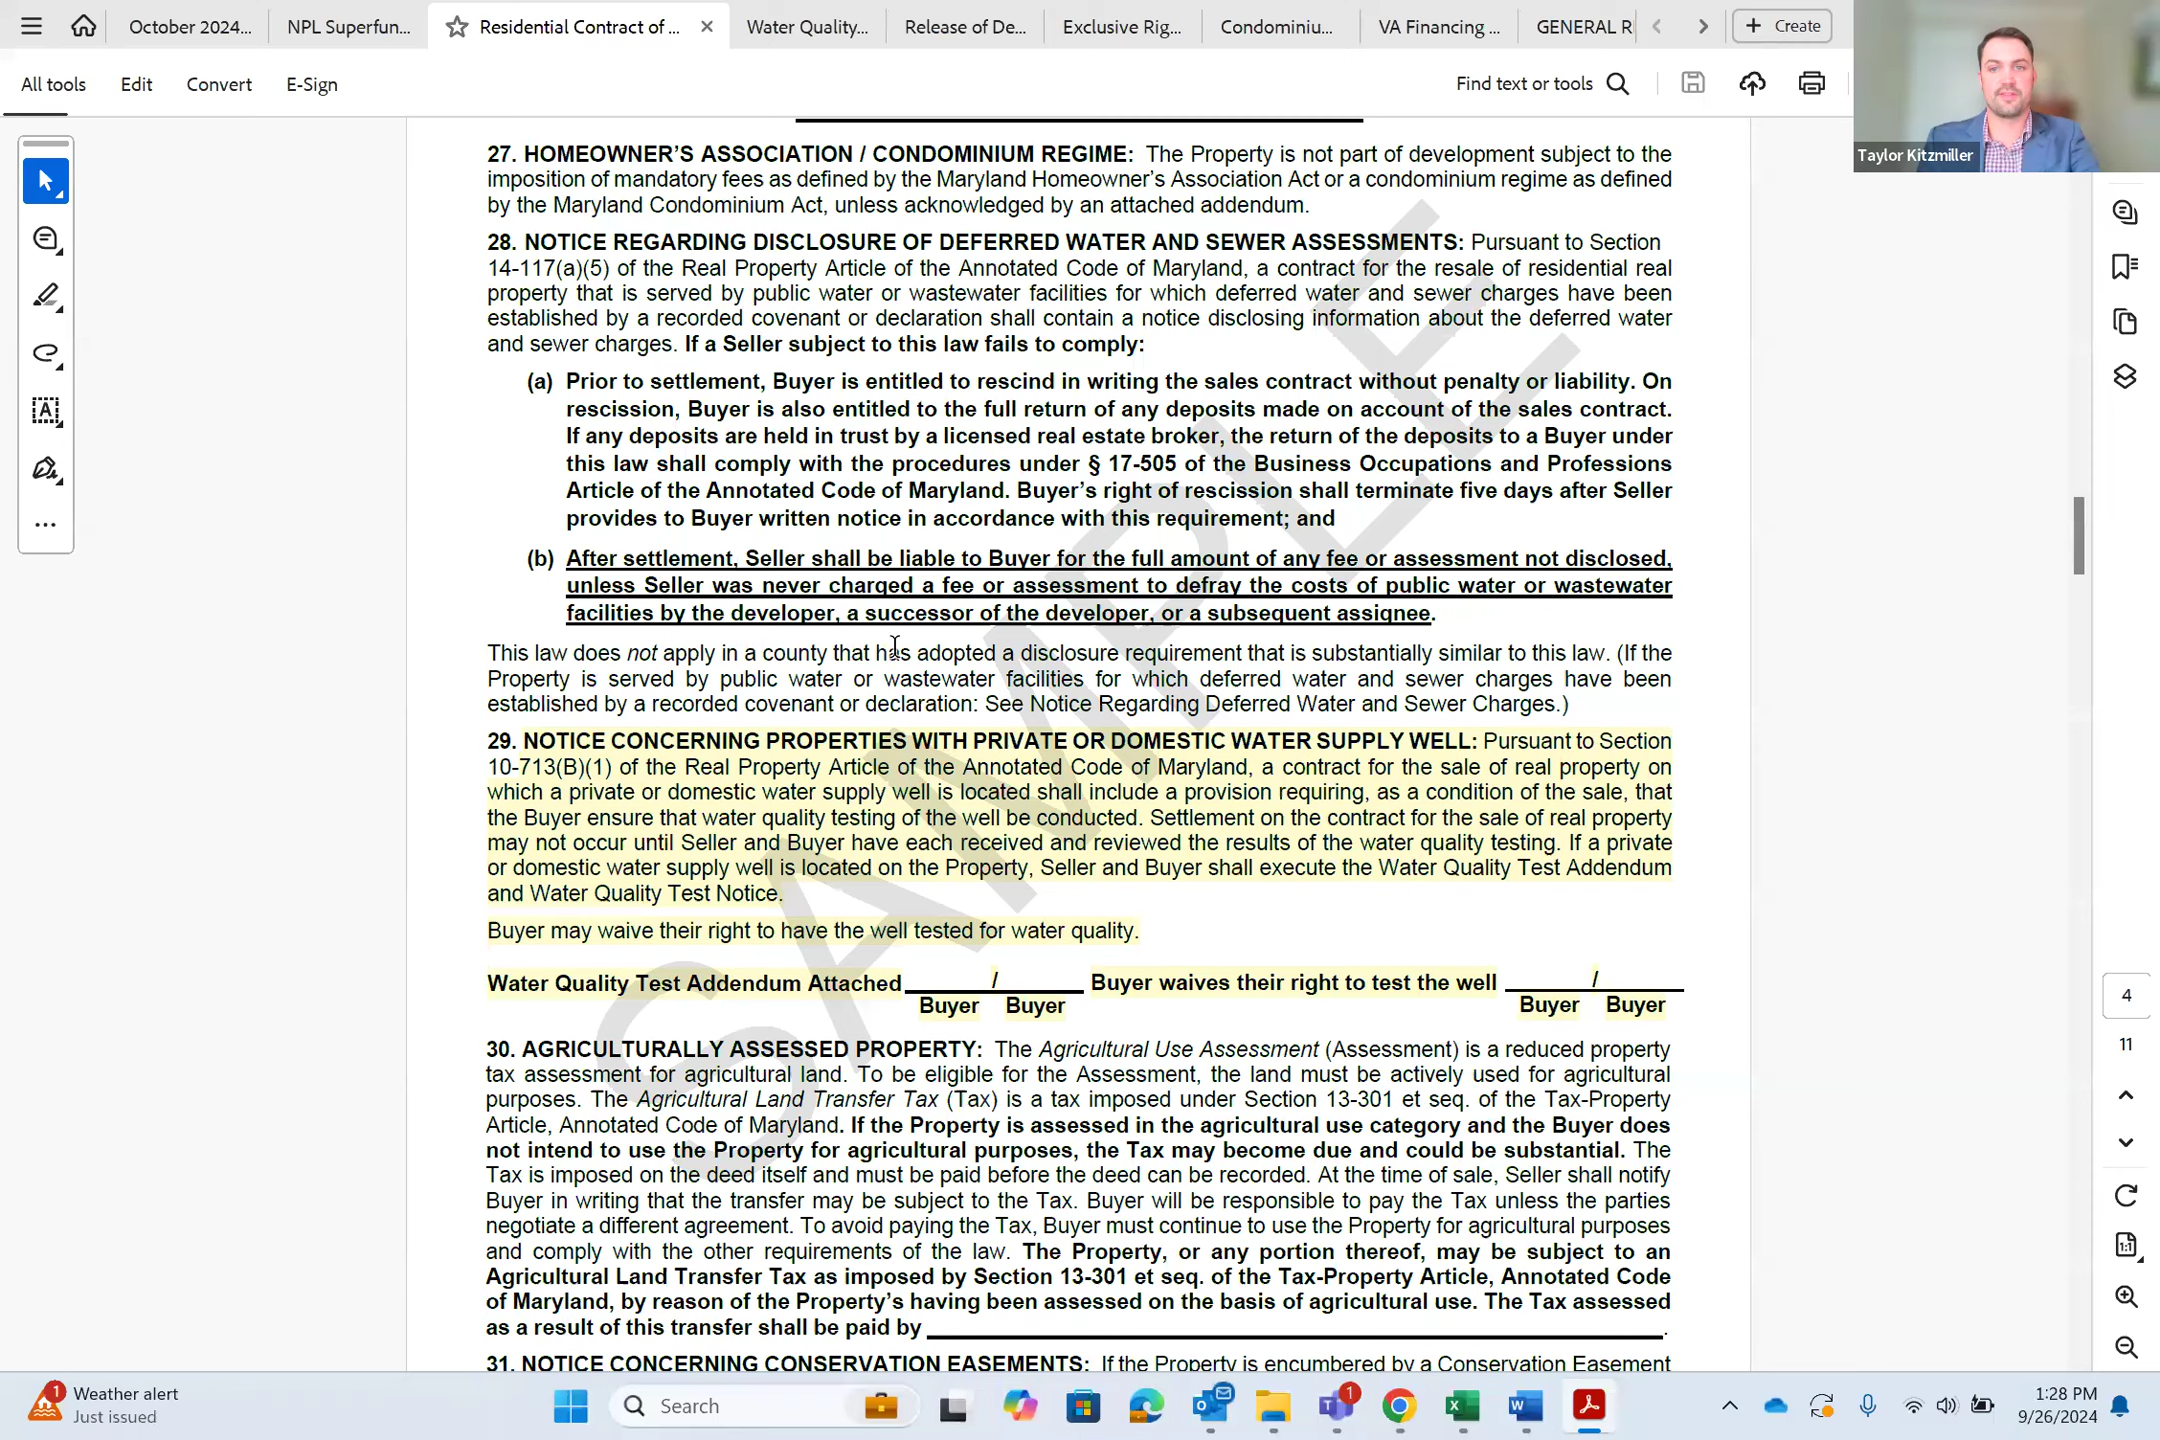 October 2024...
NPL Superfun...
Residential Contract of ...
Water Quality...
Release of De...
Exclusive Rig...
Condominiu...
VA Financing ...
GENERAL R
Create
All tools
Edit
Convert
E-Sign
Find text or tools
Taylor Kitzmiller
27. HOMEOWNER'S ASSOCIATION / CONDOMINIUM REGIME: The Property is not part of development subject to the
imposition of mandatory fees as defined by the Maryland Homeowner's Association Act or a condominium regime as defined
by the Maryland Condominium Act, unless acknowledged by an attached addendum.
28. NOTICE REGARDING DISCLOSURE OF DEFERRED WATER AND SEWER ASSESSMENTS: Pursuant to Section
14-117(a)(5) of the Real Property Article of the Annotated Code of Maryland, a contract for the resale of residential real
property that is served by public water or wastewater facilities for which deferred water and sewer charges have been
established by a recorded covenant or declaration shall contain a notice disclosing information about the deferred water
and sewer charges. If a Seller subject to this law fails to comply:
(a) Prior to settlement, Buyer is entitled to rescind in writing the sales contract without penalty or liability. On
rescission, Buyer is also entitled to the full return of any deposits made on account of the sales contract.
If any deposits are held in trust by a licensed real estate broker, the return of the deposits to a Buyer under
this law shall comply with the procedures under § 17-505 of the Business Occupations and Professions
Article of the Annotated Code of Maryland. Buyer's right of rescission shall terminate five days after Seller
provides to Buyer written notice in accordance with this requirement; and
(b) After settlement, Seller shall be liable to Buyer for the full amount of any fee or assessment not disclosed,
unless Seller was never charged a fee or assessment to defray the costs of public water or wastewater
facilities by the developer, a successor of the developer, or a subsequent assignee.
This law does not apply in a county that has adopted a disclosure requirement that is substantially similar to this law. (If the
Property is served by public water or wastewater facilities for which deferred water and sewer charges have been
established by a recorded covenant or declaration: See Notice Regarding Deferred Water and Sewer Charges.)
29. NOTICE CONCERNING PROPERTIES WITH PRIVATE OR DOMESTIC WATER SUPPLY WELL: Pursuant to Section
10-713(B)(1) of the Real Property Article of the Annotated Code of Maryland, a contract for the sale of real property on
which a private or domestic water supply well is located shall include a provision requiring, as a condition of the sale, that
the Buyer ensure that water quality testing of the well be conducted. Settlement on the contract for the sale of real property
may not occur until Seller and Buyer have each received and reviewed the results of the water quality testing. If a private
or domestic water supply well is located on the Property, Seller and Buyer shall execute the Water Quality Test Addendum
and Water Quality Test Notice.
Buyer may waive their right to have the well tested for water quality.
Water Quality Test Addendum Attached ______/______ Buyer waives their right to test the well ______/______
Buyer Buyer Buyer Buyer
30. AGRICULTURALLY ASSESSED PROPERTY: The Agricultural Use Assessment (Assessment) is a reduced property
tax assessment for agricultural land. To be eligible for the Assessment, the land must be actively used for agricultural
purposes. The Agricultural Land Transfer Tax (Tax) is a tax imposed under Section 13-301 et seq. of the Tax-Property
Article, Annotated Code of Maryland. If the Property is assessed in the agricultural use category and the Buyer does
not intend to use the Property for agricultural purposes, the Tax may become due and could be substantial. The
Tax is imposed on the deed itself and must be paid before the deed can be recorded. At the time of sale, Seller shall notify
Buyer in writing that the transfer may be subject to the Tax. Buyer will be responsible to pay the Tax unless the parties
negotiate a different agreement. To avoid paying the Tax, Buyer must continue to use the Property for agricultural purposes
and comply with the other requirements of the law. The Property, or any portion thereof, may be subject to an
Agricultural Land Transfer Tax as imposed by Section 13-301 et seq. of the Tax-Property Article, Annotated Code
of Maryland, by reason of the Property's having been assessed on the basis of agricultural use. The Tax assessed
as a result of this transfer shall be paid by ______.
31. NOTICE CONCERNING CONSERVATION EASEMENTS: If the Property is encumbered by a Conservation Easement
SAMPLE
4
11
1:1
1
Weather alert
Just issued
Search
1
1:28 PM
9/26/2024